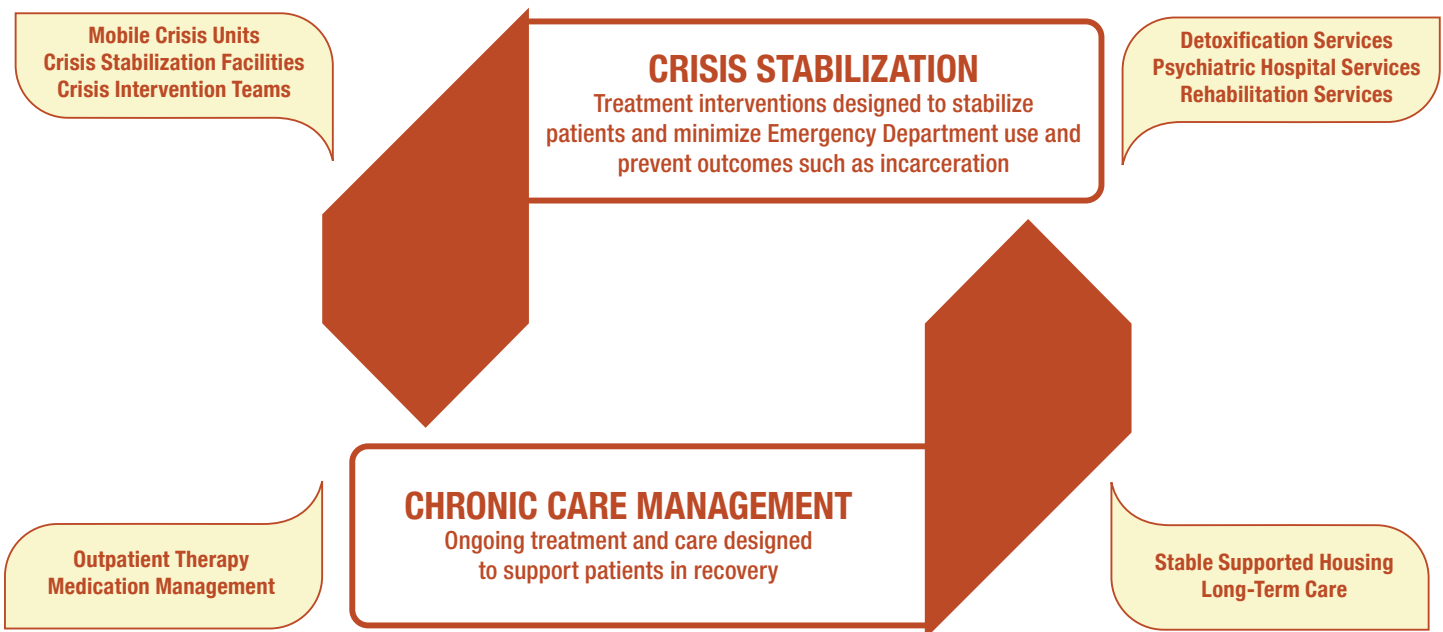 Mobile Crisis Units
Crisis Stabilization Facilities
Crisis Intervention Teams
CRISIS STABILIZATION
Treatment interventions designed to stabilize
patients and minimize Emergency Department use and
prevent outcomes such as incarceration
Detoxification Services
Psychiatric Hospital Services
Rehabilitation Services
Outpatient Therapy
Medication Management
CHRONIC CARE MANAGEMENT
Ongoing treatment and care designed
to support patients in recovery
Stable Supported Housing
Long-Term Care